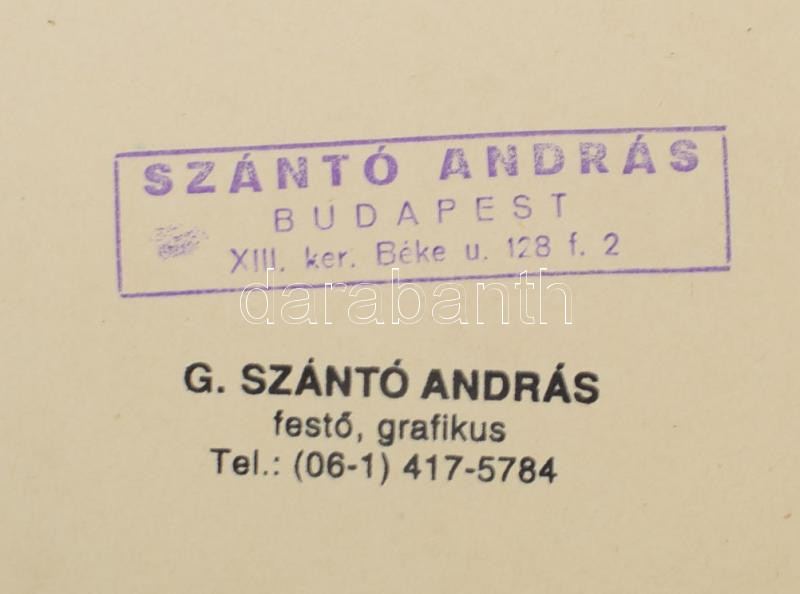 SZÁNTÓ ANDRÁS
BUDAPEST
XIII. ker. Béke u. 128 f. 2
darabanth
G. SZÁNTÓ ANDRÁS
festő, grafikus
Tel.: (06-1) 417-5784